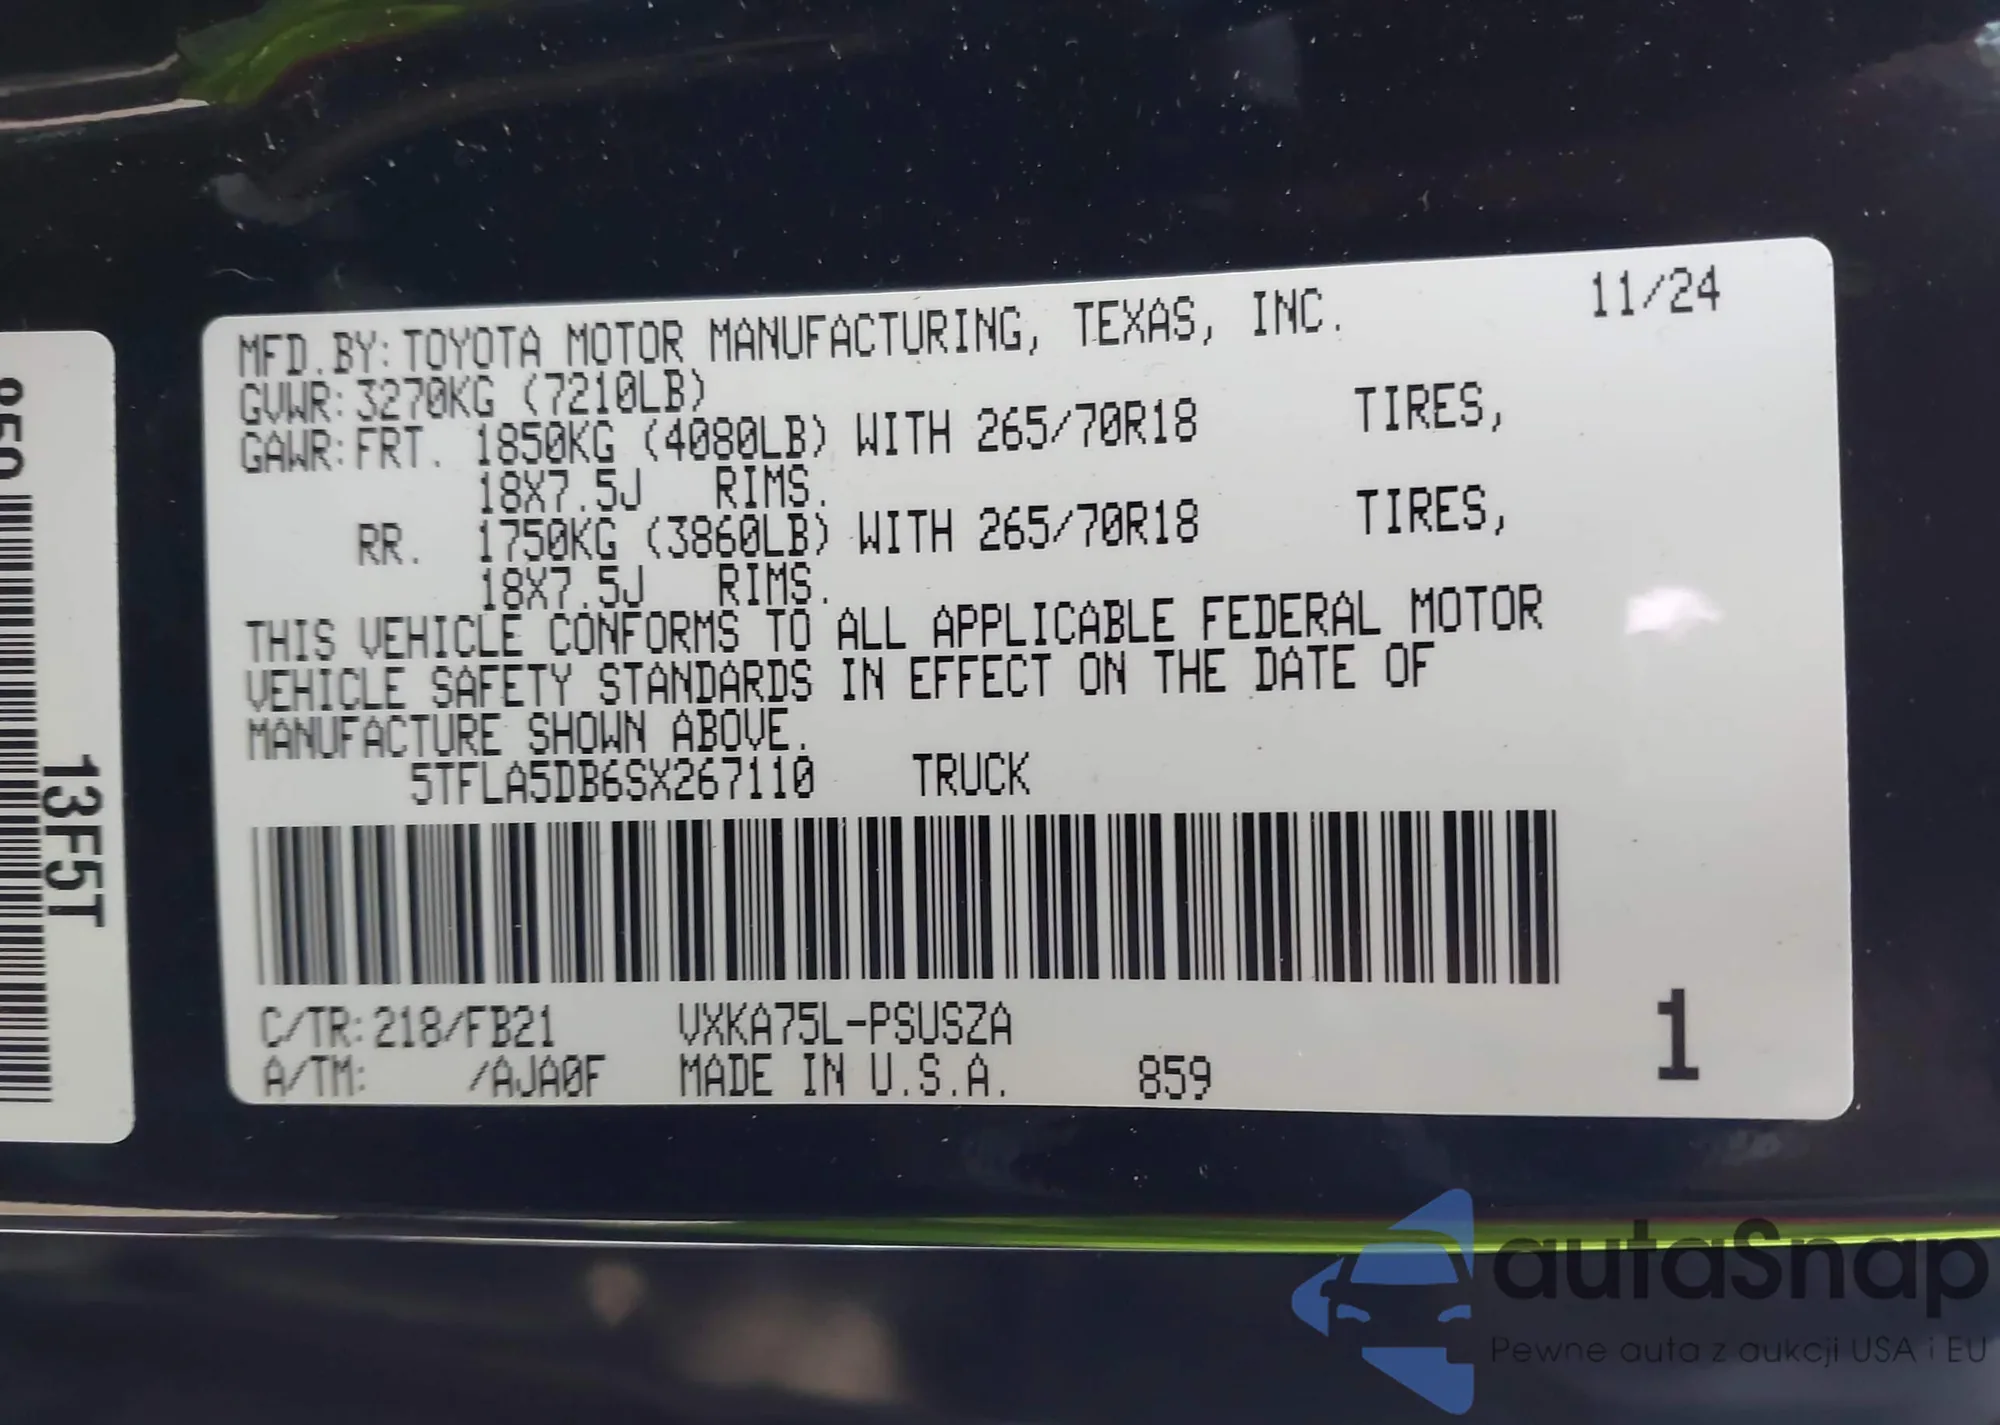 MFD.BY:TOYOTA MOTOR MANUFACTURING, TEXAS, INC. 11/24
GVWR:3270KG (7210LB)
GAWR:FRT. 1850KG (4080LB) WITH 265/70R18 TIRES,
18X7.5J RIMS.
RR. 1750KG (3860LB) WITH 265/70R18 TIRES,
18X7.5J RIMS.
THIS VEHICLE CONFORMS TO ALL APPLICABLE FEDERAL MOTOR
VEHICLE SAFETY STANDARDS IN EFFECT ON THE DATE OF
MANUFACTURE SHOWN ABOVE.
5TFLA5DB6SX267110 TRUCK
C/TR:218/FB21 VXKA75L-PSUSZA
A/TM: /AJA0F MADE IN U.S.A. 859
1
859
13F5T
autaSnap
Pewne auta z aukcji USA i EU